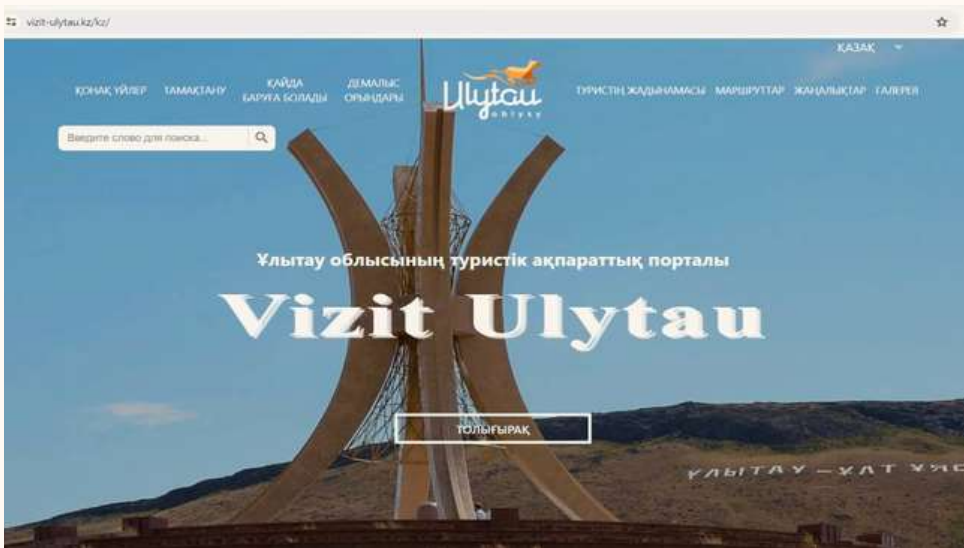 vizit-ulytau.kz/kz/
ҚАЗАҚ
ҚОНАҚ ҮЙЛЕР
ТАМАҚТАНУ
ҚАЙДА
БАРУҒА БОЛАДЫ
ДЕМАЛЫС
ОРЫНДАРЫ
Ulytau
oblysy
ТУРИСТІҢ ЖАДЫНАМАСЫ
МАРШРУТТАР
ЖАҢАЛЫҚТАР
ГАЛЕРЕЯ
Введите слово для поиска...
Ұлытау облысының туристік ақпараттық порталы
Vizit Ulytau
ТОЛЫҒЫРАҚ
ҰЛЫТАУ – ҰЛТ ҰЯС